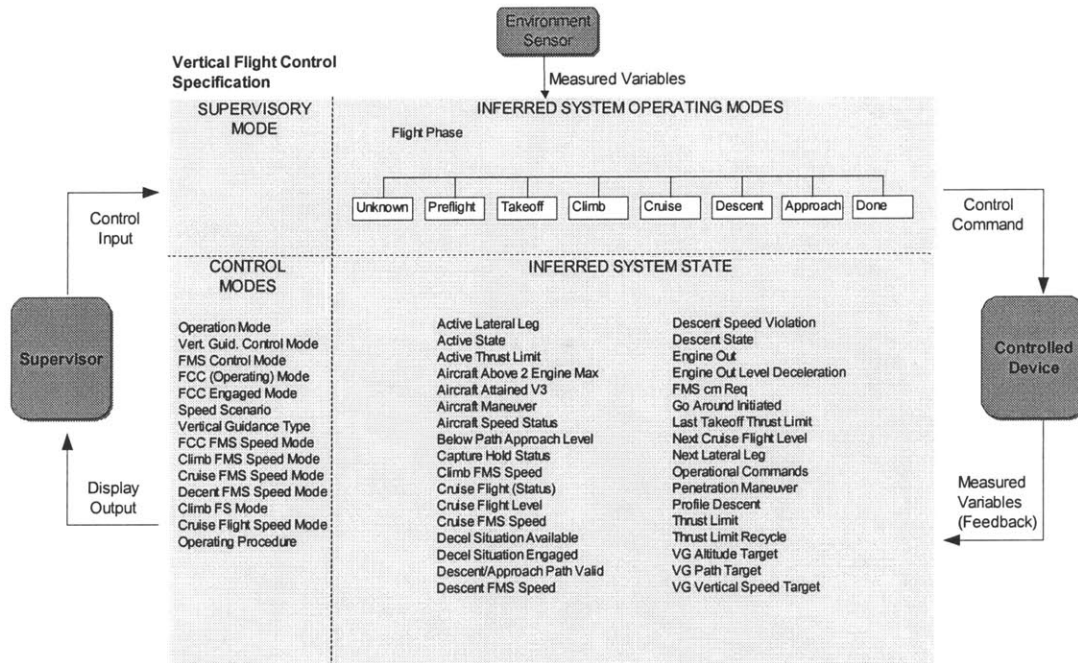 Environment
Sensor
Vertical Flight Control
Specification
Measured Variables
SUPERVISORY
MODE
INFERRED SYSTEM OPERATING MODES
Flight Phase
Unknown
Preflight
Takeoff
Climb
Cruise
Descent
Approach
Done
Control
Input
Control
Command
CONTROL
MODES
INFERRED SYSTEM STATE
Supervisor
Operation Mode
Vert. Guid. Control Mode
FMS Control Mode
FCC (Operating) Mode
FCC Engaged Mode
Speed Scenario
Vertical Guidance Type
FCC FMS Speed Mode
Climb FMS Speed Mode
Cruise FMS Speed Mode
Decent FMS Speed Mode
Climb FS Mode
Cruise Flight Speed Mode
Operating Procedure
Active Lateral Leg
Active State
Active Thrust Limit
Aircraft Above 2 Engine Max
Aircraft Attained V3
Aircraft Maneuver
Aircraft Speed Status
Below Path Approach Level
Capture Hold Status
Climb FMS Speed
Cruise Flight (Status)
Cruise Flight Level
Cruise FMS Speed
Decel Situation Available
Decel Situation Engaged
Descent/Approach Path Valid
Descent FMS Speed
Descent Speed Violation
Descent State
Engine Out
Engine Out Level Deceleration
FMS cm Req
Go Around Initiated
Last Takeoff Thrust Limit
Next Cruise Flight Level
Next Lateral Leg
Operational Commands
Penetration Maneuver
Profile Descent
Thrust Limit
Thrust Limit Recycle
VG Altitude Target
VG Path Target
VG Vertical Speed Target
Controlled
Device
Display
Output
Measured
Variables
(Feedback)